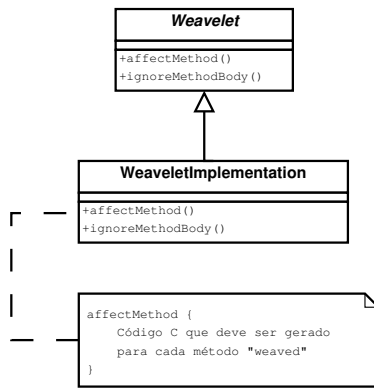 Weavelet
+affectMethod()
+ignoreMethodBody()
WeaveletImplementation
+affectMethod()
+ignoreMethodBody()
affectMethod {
Código C que deve ser gerado
para cada método "weaved"
}